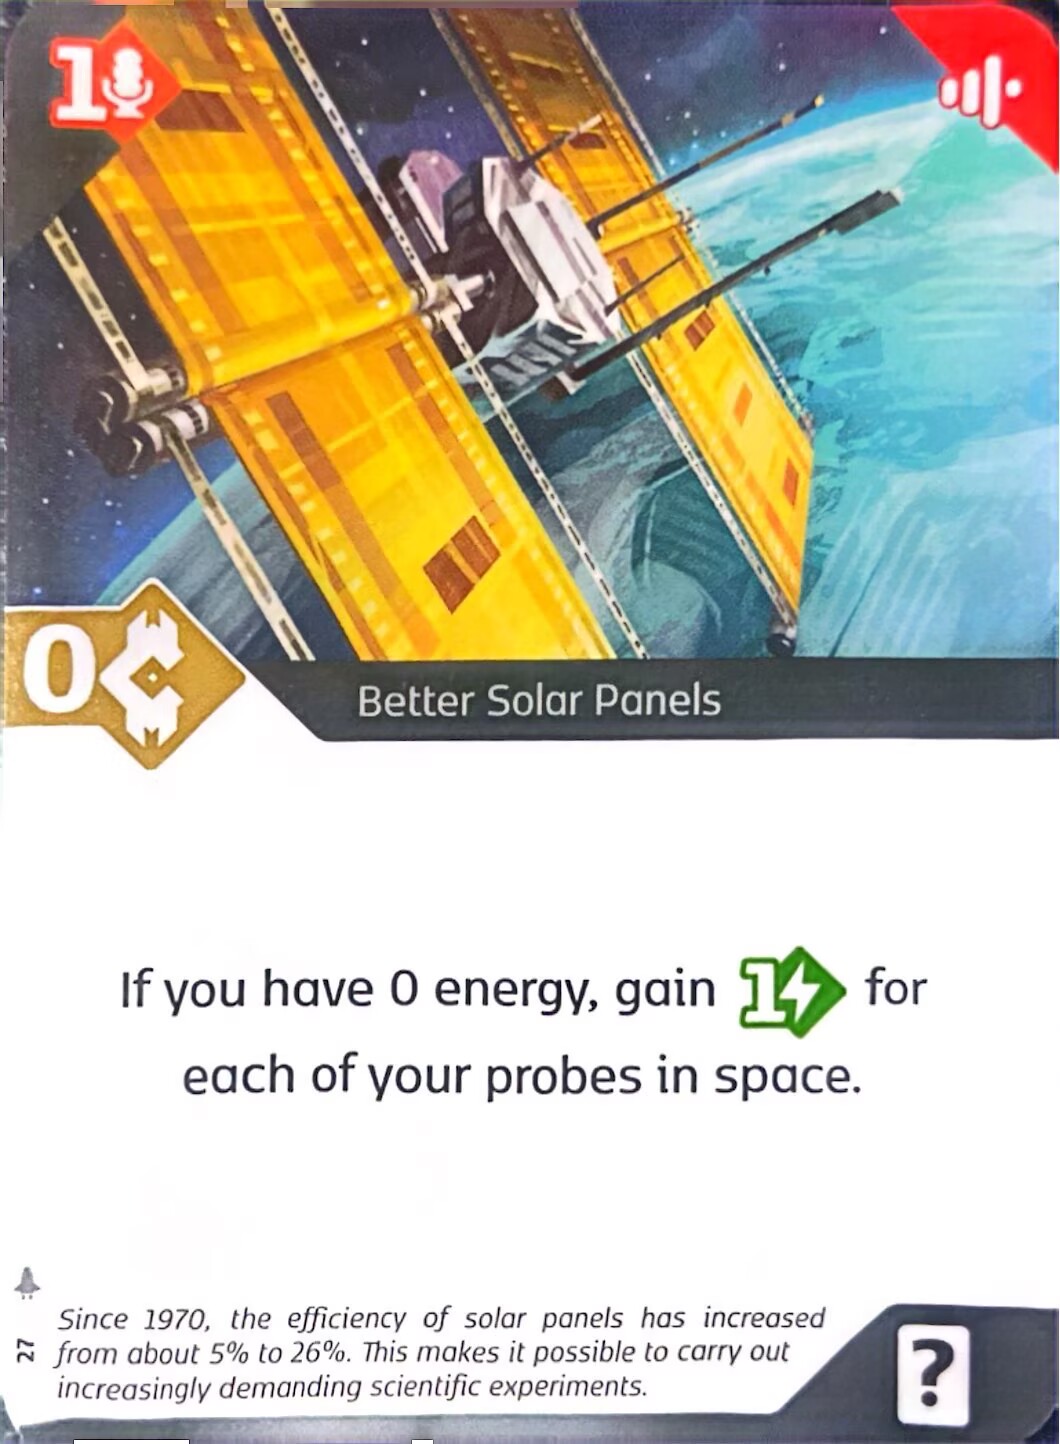 1
0
Better Solar Panels
If you have 0 energy, gain 1 for
each of your probes in space.
Since 1970, the efficiency of solar panels has increased
from about 5% to 26%. This makes it possible to carry out
increasingly demanding scientific experiments.
27
?